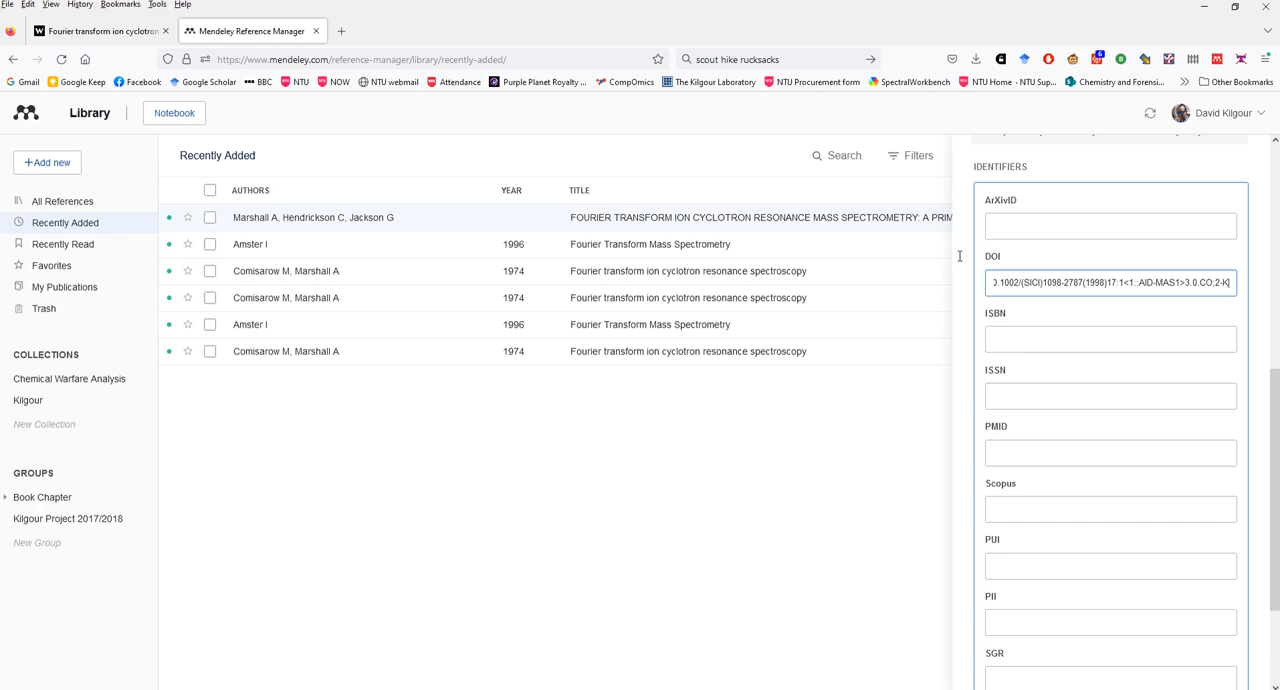 File Edit View History Bookmarks Tools Help
Fourier transform ion cyclotron
Mendeley Reference Manager
https://www.mendeley.com/reference-manager/library/recently-added/
scout hike rucksacks
6
Gmail Google Keep Facebook Google Scholar BBC NTU NOW NTU webmail Attendance Purple Planet Royalty ... CompOmics The Kilgour Laboratory NTU Procurement form SpectralWorkbench NTU Home - NTU Sup... Chemistry and Forensi... Other Bookmarks
Library
Notebook
David Kilgour
+Add new
Recently Added
Search
Filters
AUTHORS YEAR TITLE
All References
Recently Added
Recently Read
Favorites
My Publications
Trash
COLLECTIONS
Chemical Warfare Analysis
Kilgour
New Collection
GROUPS
Book Chapter
Kilgour Project 2017/2018
New Group
Marshall A, Hendrickson C, Jackson G FOURIER TRANSFORM ION CYCLOTRON RESONANCE MASS SPECTROMETRY: A PRIM
Amster I 1996 Fourier Transform Mass Spectrometry
Comisarow M, Marshall A 1974 Fourier transform ion cyclotron resonance spectroscopy
Comisarow M, Marshall A 1974 Fourier transform ion cyclotron resonance spectroscopy
Amster I 1996 Fourier Transform Mass Spectrometry
Comisarow M, Marshall A 1974 Fourier transform ion cyclotron resonance spectroscopy
IDENTIFIERS
ArXivID
DOI
0.1002/(SICI)1098-2787(1998)17:1<1::AID-MAS1>3.0.CO;2-K
ISBN
ISSN
PMID
Scopus
PUI
PII
SGR